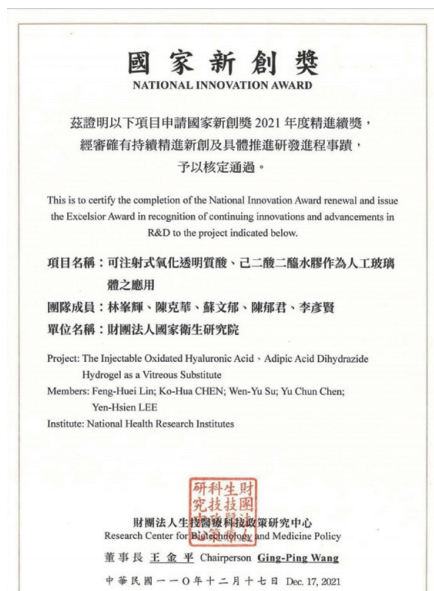 國家新創獎
NATIONAL INNOVATION AWARD
茲證明以下項目申請國家新創獎 2021 年度精進續獎，
經審確有持續精進新創及具體推進研發進程事蹟，
予以核定通過。
This is to certify the completion of the National Innovation Award renewal and issue
the Excelsior Award in recognition of continuing innovations and advancements in
R&D to the project indicated below.
項目名稱：可注射式氧化透明質酸、己二酸二醯水膠作為人工玻璃
體之應用
團隊成員：林峯輝、陳克華、蘇文郁、陳郁君、李彥賢
單位名稱：財團法人國家衛生研究院
Project: The Injectable Oxidated Hyaluronic Acid、Adipic Acid Dihydrazide
Hydrogel as a Vitreous Substitute
Members: Feng-Huei Lin; Ko-Hua CHEN; Wen-Yu Su; Yu Chun Chen;
Yen-Hsien LEE
Institute: National Health Research Institutes
財團法人生技醫療科技政策研究中心
Research Center for Biotechnology and Medicine Policy
董事長 王金平 Chairperson Ging-Ping Wang
中華民國一一〇年十二月十七日 Dec. 17, 2021